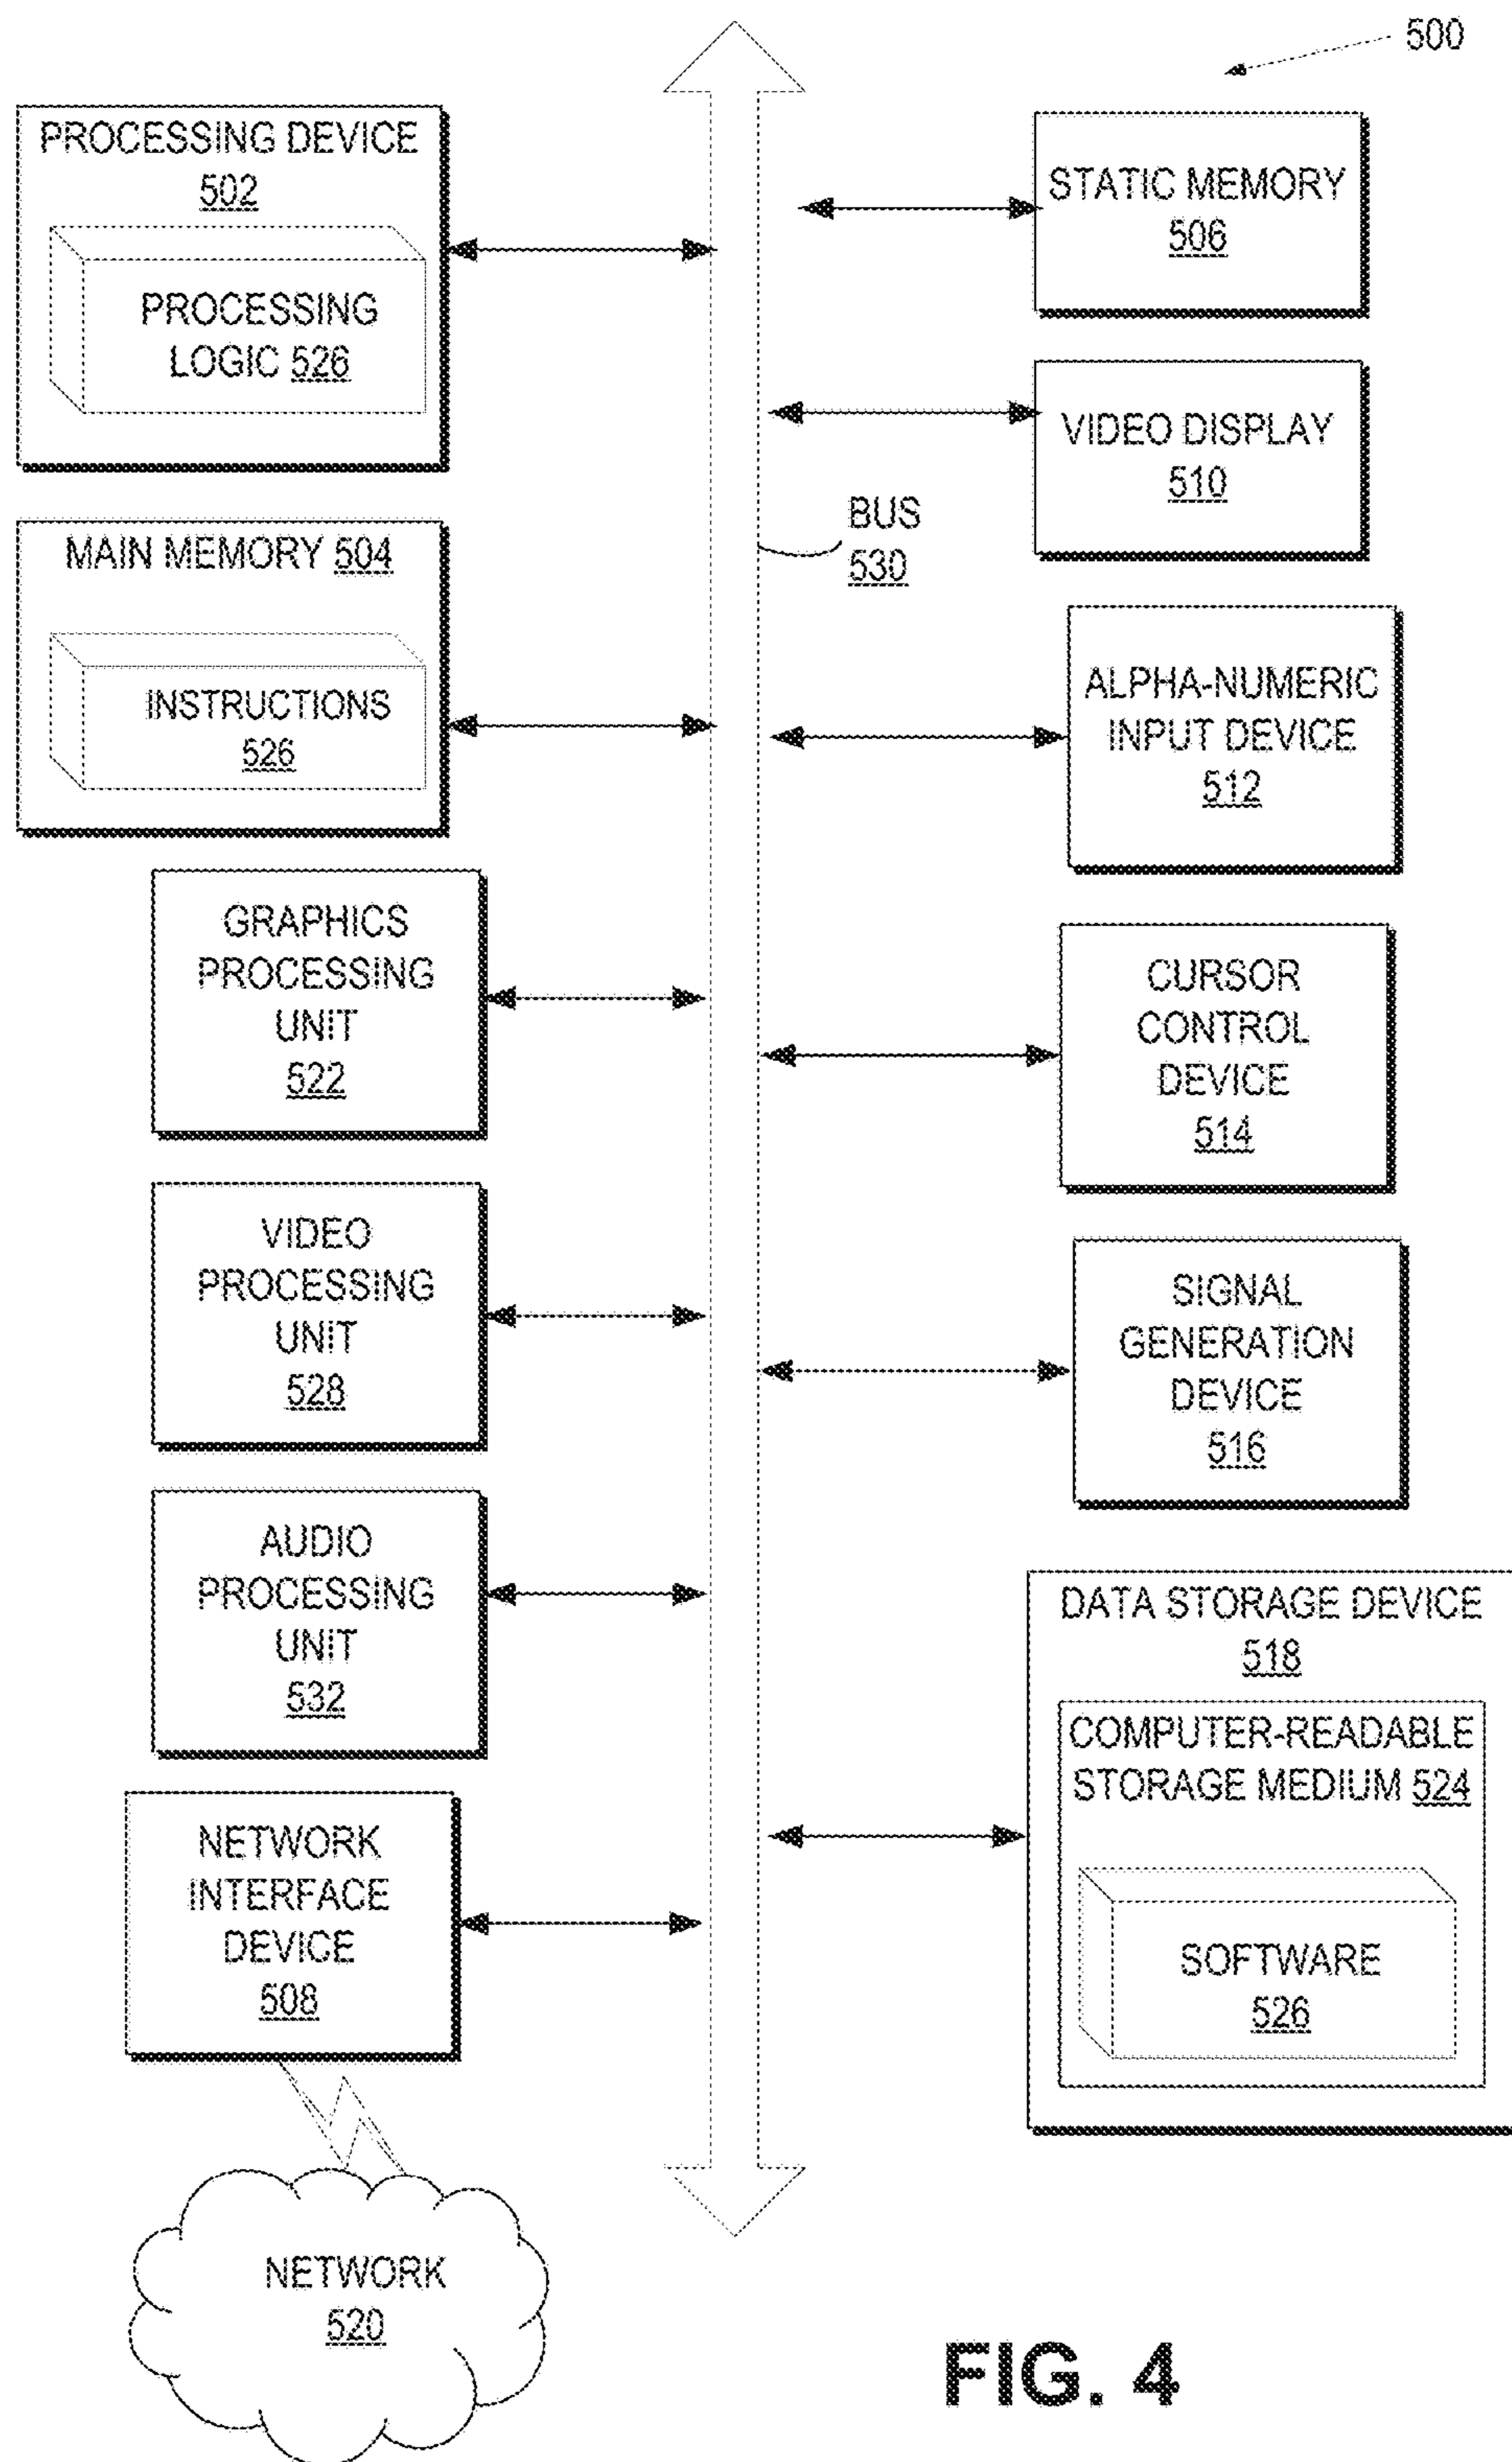 500
PROCESSING DEVICE
502
PROCESSING
LOGIC 526
MAIN MEMORY 504
INSTRUCTIONS
526
GRAPHICS
PROCESSING
UNIT
522
VIDEO
PROCESSING
UNIT
528
AUDIO
PROCESSING
UNIT
532
NETWORK
INTERFACE
DEVICE
508
NETWORK
520
BUS
530
STATIC MEMORY
506
VIDEO DISPLAY
510
ALPHA-NUMERIC
INPUT DEVICE
512
CURSOR
CONTROL
DEVICE
514
SIGNAL
GENERATION
DEVICE
516
DATA STORAGE DEVICE
518
COMPUTER-READABLE
STORAGE MEDIUM 524
SOFTWARE
526
FIG. 4